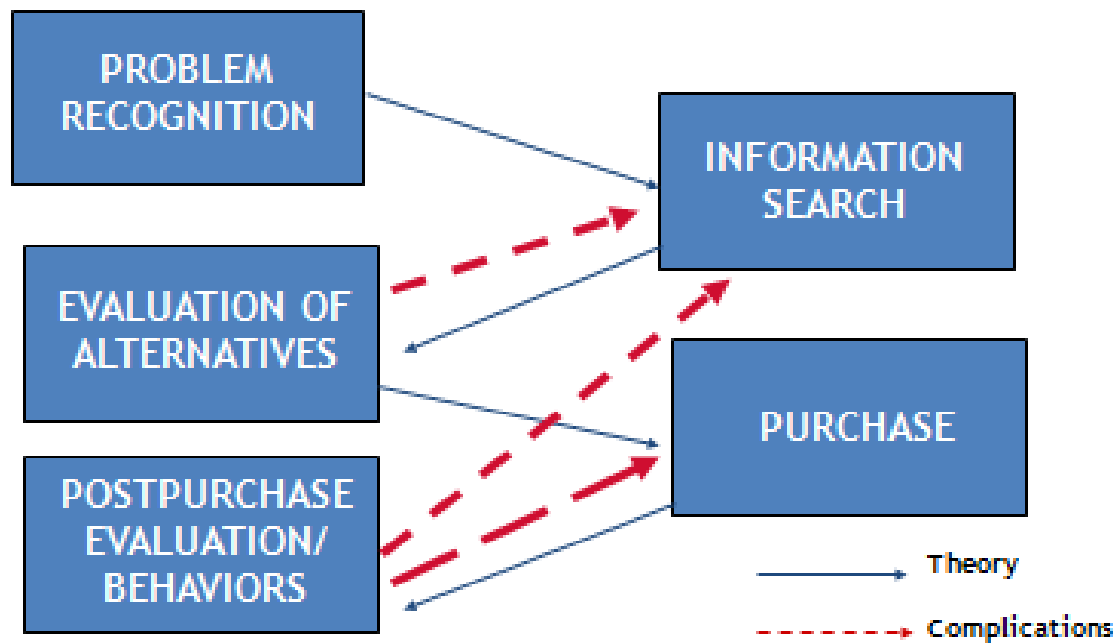 PROBLEM
RECOGNITION
INFORMATION
SEARCH
EVALUATION OF
ALTERNATIVES
PURCHASE
POSTPURCHASE
EVALUATION/
BEHAVIORS
Theory
Complications